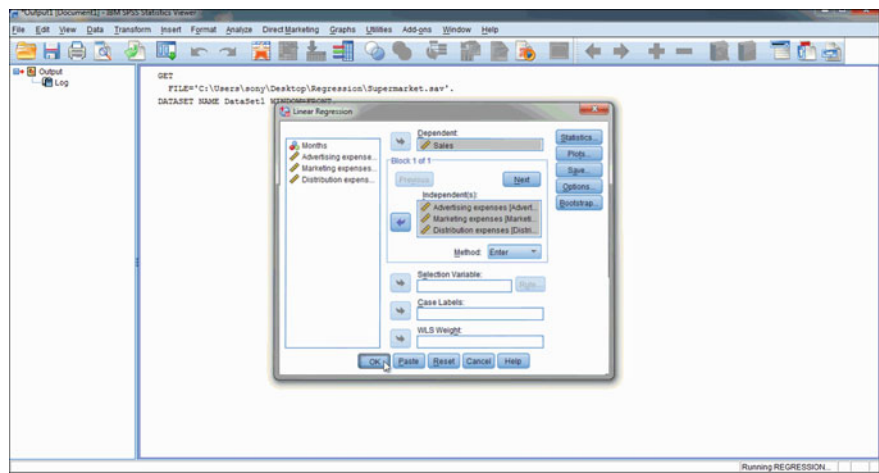 *Output1 [Document1] - IBM SPSS Statistics Viewer
File Edit View Data Transform Insert Format Analyze Direct Marketing Graphs Utilities Add-ons Window Help
Output
Log
GET
FILE='C:\Users\sony\Desktop\Regression\Supermarket.sav'.
DATASET NAME DataSet1 WINDOW=FRONT.
Linear Regression
Months
Advertising expense...
Marketing expenses...
Distribution expens...
Dependent:
Sales
Block 1 of 1
Previous
Next
Independent(s):
Advertising expenses [Advert...
Marketing expenses [Marketi...
Distribution expenses [Distri...
Method: Enter
Selection Variable:
Rule...
Case Labels:
WLS Weight:
OK Paste Reset Cancel Help
Statistics...
Plots...
Save...
Options...
Bootstrap...
Running REGRESSION...